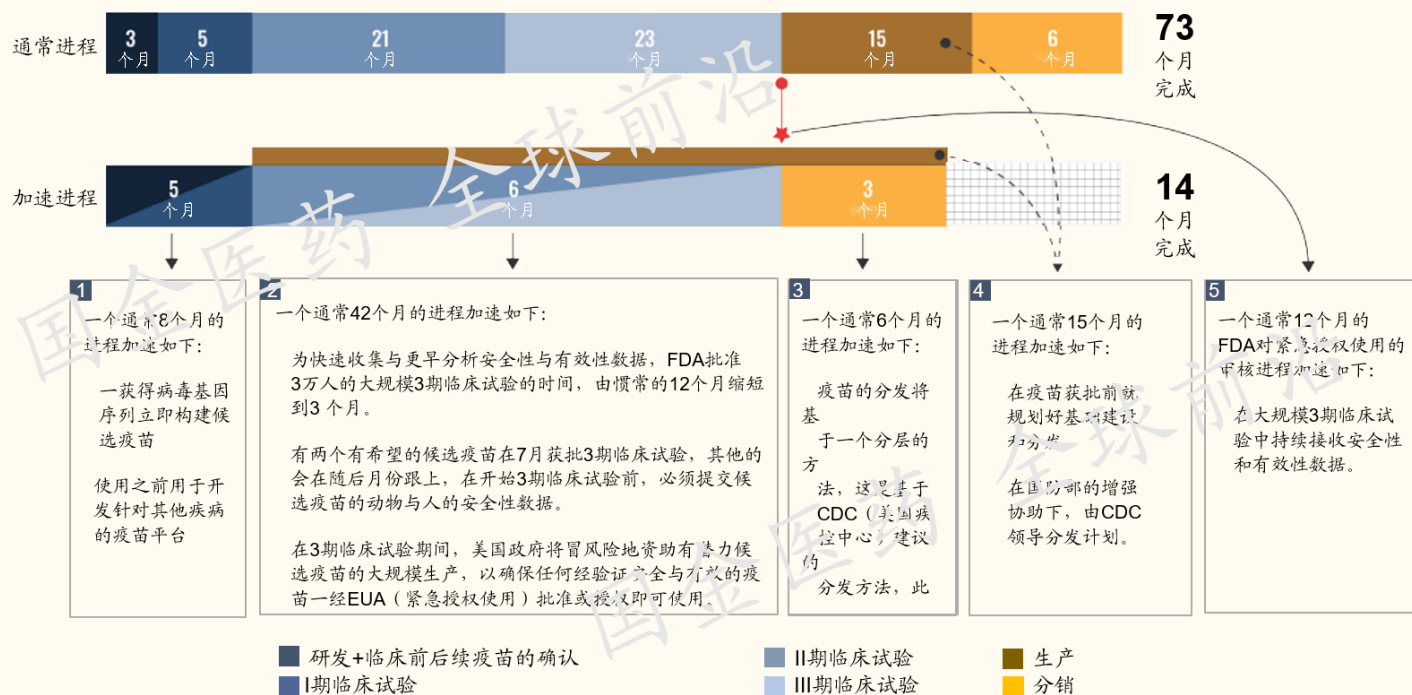 通常进程
3
个月
5
个月
21
个月
23
个月
15
个月
6
个月
73
个月
完成
加速进程
5
个月
6
个月
3
个月
14
个月
完成
1
一个通常8个月的
进程加速如下:
一获得病毒基因
序列立即构建候
选疫苗
使用之前用于开
发针对其他疾病
的疫苗平台
2
一个通常42个月的进程加速如下:
为快速收集与更早分析安全性与有效性数据，FDA批准
3万人的大规模3期临床试验的时间，由惯常的12个月缩短
到3 个月。
有两个有希望的候选疫苗在7月获批3期临床试验，其他的
会在随后月份跟上，在开始3期临床试验前，必须提交候
选疫苗的动物与人的安全性数据。
在3期临床试验期间，美国政府将冒风险地资助有潜力候
选疫苗的大规模生产，以确保任何经验证安全与有效的疫
苗一经EUA（紧急授权使用）批准或授权即可使用。
3
一个通常6个月的
进程加速如下:
疫苗的分发将
基
于一个分层的
方
法，这是基于
CDC（美国疾
控中心）建议
的
分发方法，此
4
一个通常15个月的
进程加速如下:
在疫苗获批前就
规划好基础建设
和分发
在国防部的增强
协助下，由CDC
领导分发计划。
5
一个通常12个月的
FDA对紧急授权使用的
审核进程加速如下:
在大规模3期临床试
验中持续接收安全性
和有效性数据。
研发+临床前后续疫苗的确认
I期临床试验
II期临床试验
III期临床试验
生产
分销
国金医药 全球前沿
国金医药 全球前沿